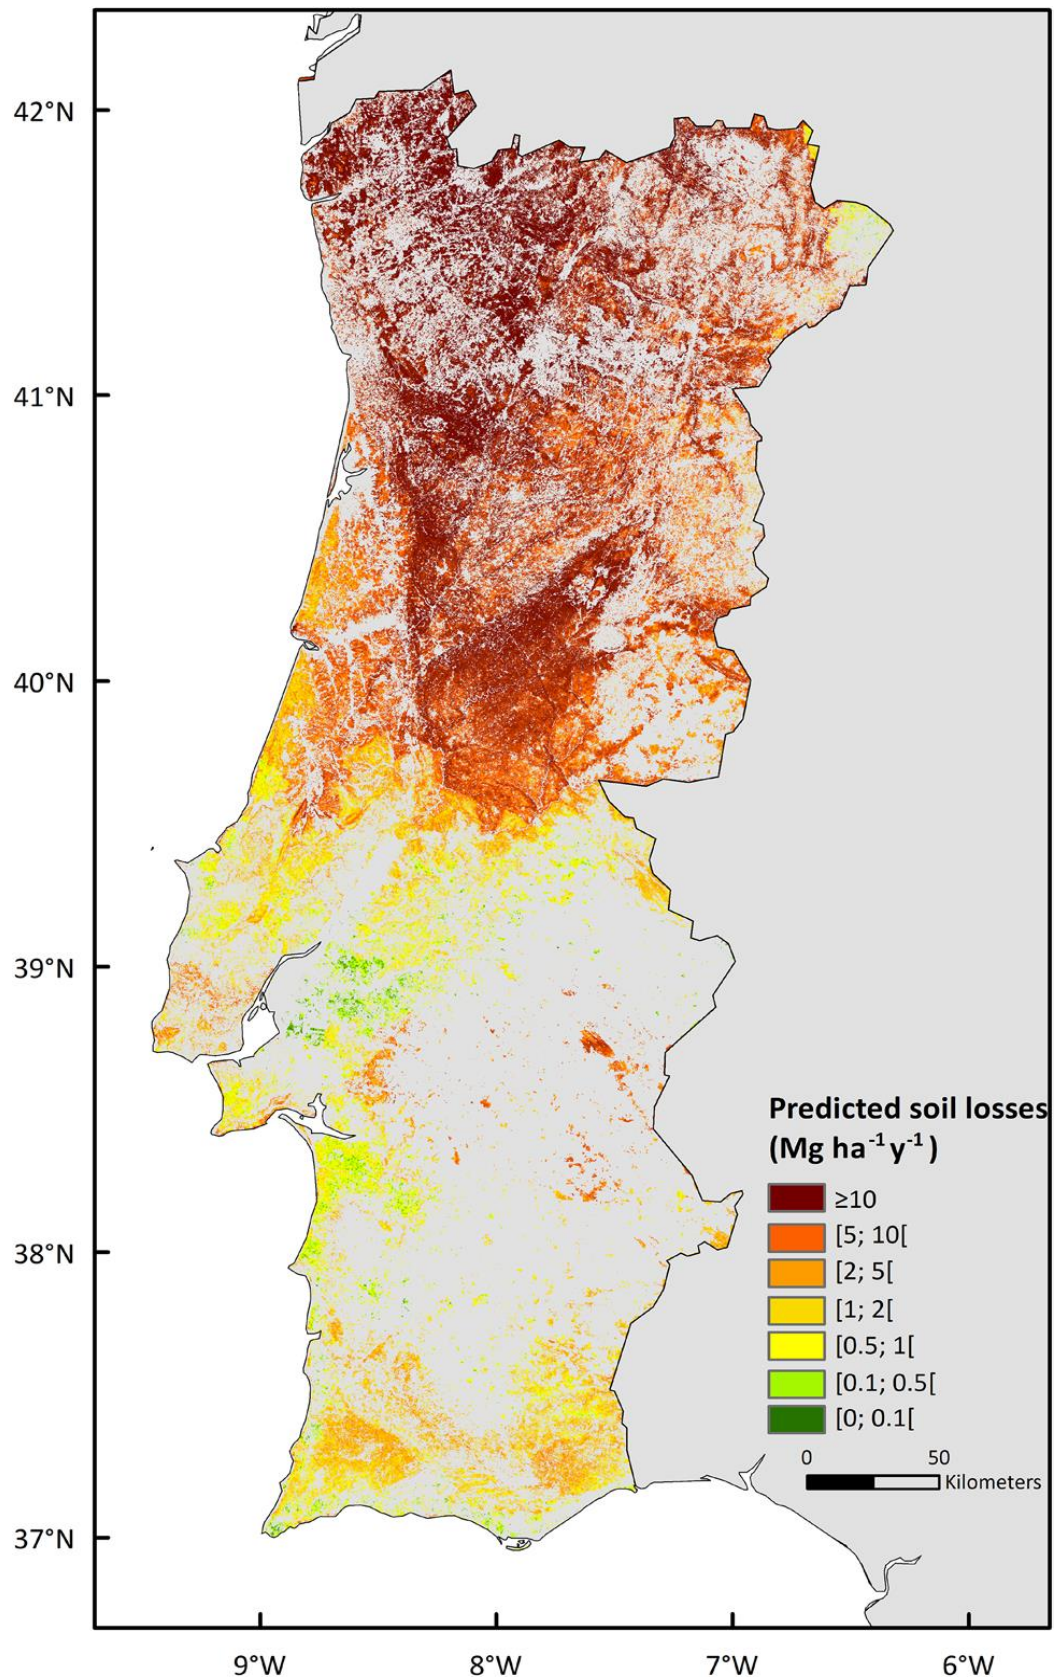 42°N
41°N
40°N
39°N
38°N
37°N
Predicted soil losses
(Mg ha⁻¹ y⁻¹)
≥10
[5; 10[
[2; 5[
[1; 2[
[0.5; 1[
[0.1; 0.5[
[0; 0.1[
0 50
Kilometers
9°W 8°W 7°W 6°W